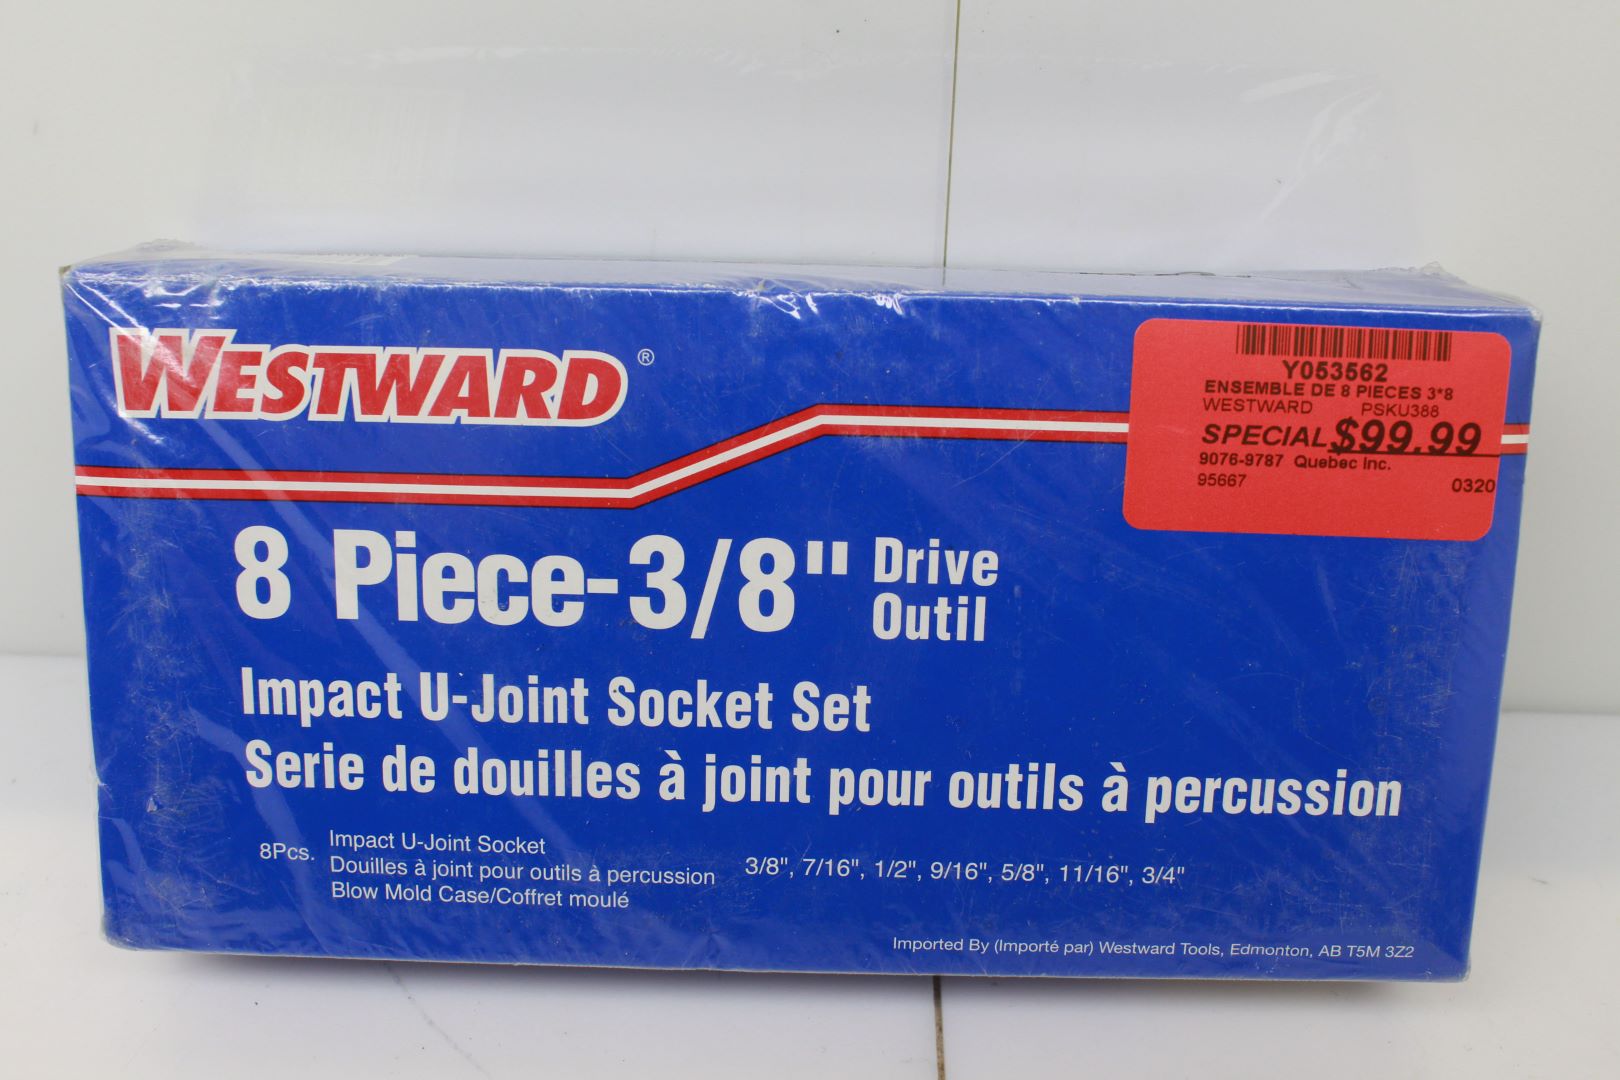 WESTWARD®
Y053562
ENSEMBLE DE 8 PIECES 3*8
WESTWARD PSKU388
SPECIAL $99.99
9076-9787 Quebec Inc.
95667 0320
8 Piece-3/8" Drive
Outil
Impact U-Joint Socket Set
Serie de douilles à joint pour outils à percussion
8Pcs. Impact U-Joint Socket
Douilles à joint pour outils à percussion
Blow Mold Case/Coffret moulé
3/8", 7/16", 1/2", 9/16", 5/8", 11/16", 3/4"
Imported By (Importé par) Westward Tools, Edmonton, AB T5M 3Z2